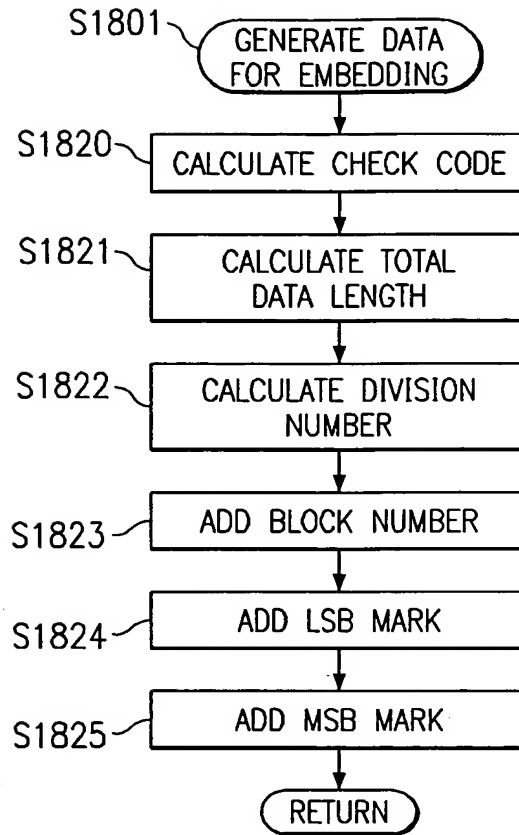 S1801
GENERATE DATA
FOR EMBEDDING
S1820
CALCULATE CHECK CODE
S1821
CALCULATE TOTAL
DATA LENGTH
S1822
CALCULATE DIVISION
NUMBER
S1823
ADD BLOCK NUMBER
S1824
ADD LSB MARK
S1825
ADD MSB MARK
RETURN